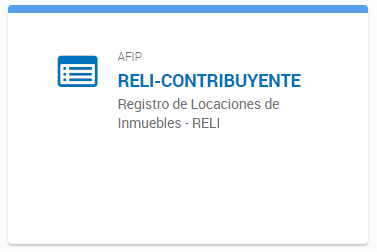 AFIP
RELI-CONTRIBUYENTE
Registro de Locaciones de
Inmuebles - RELI